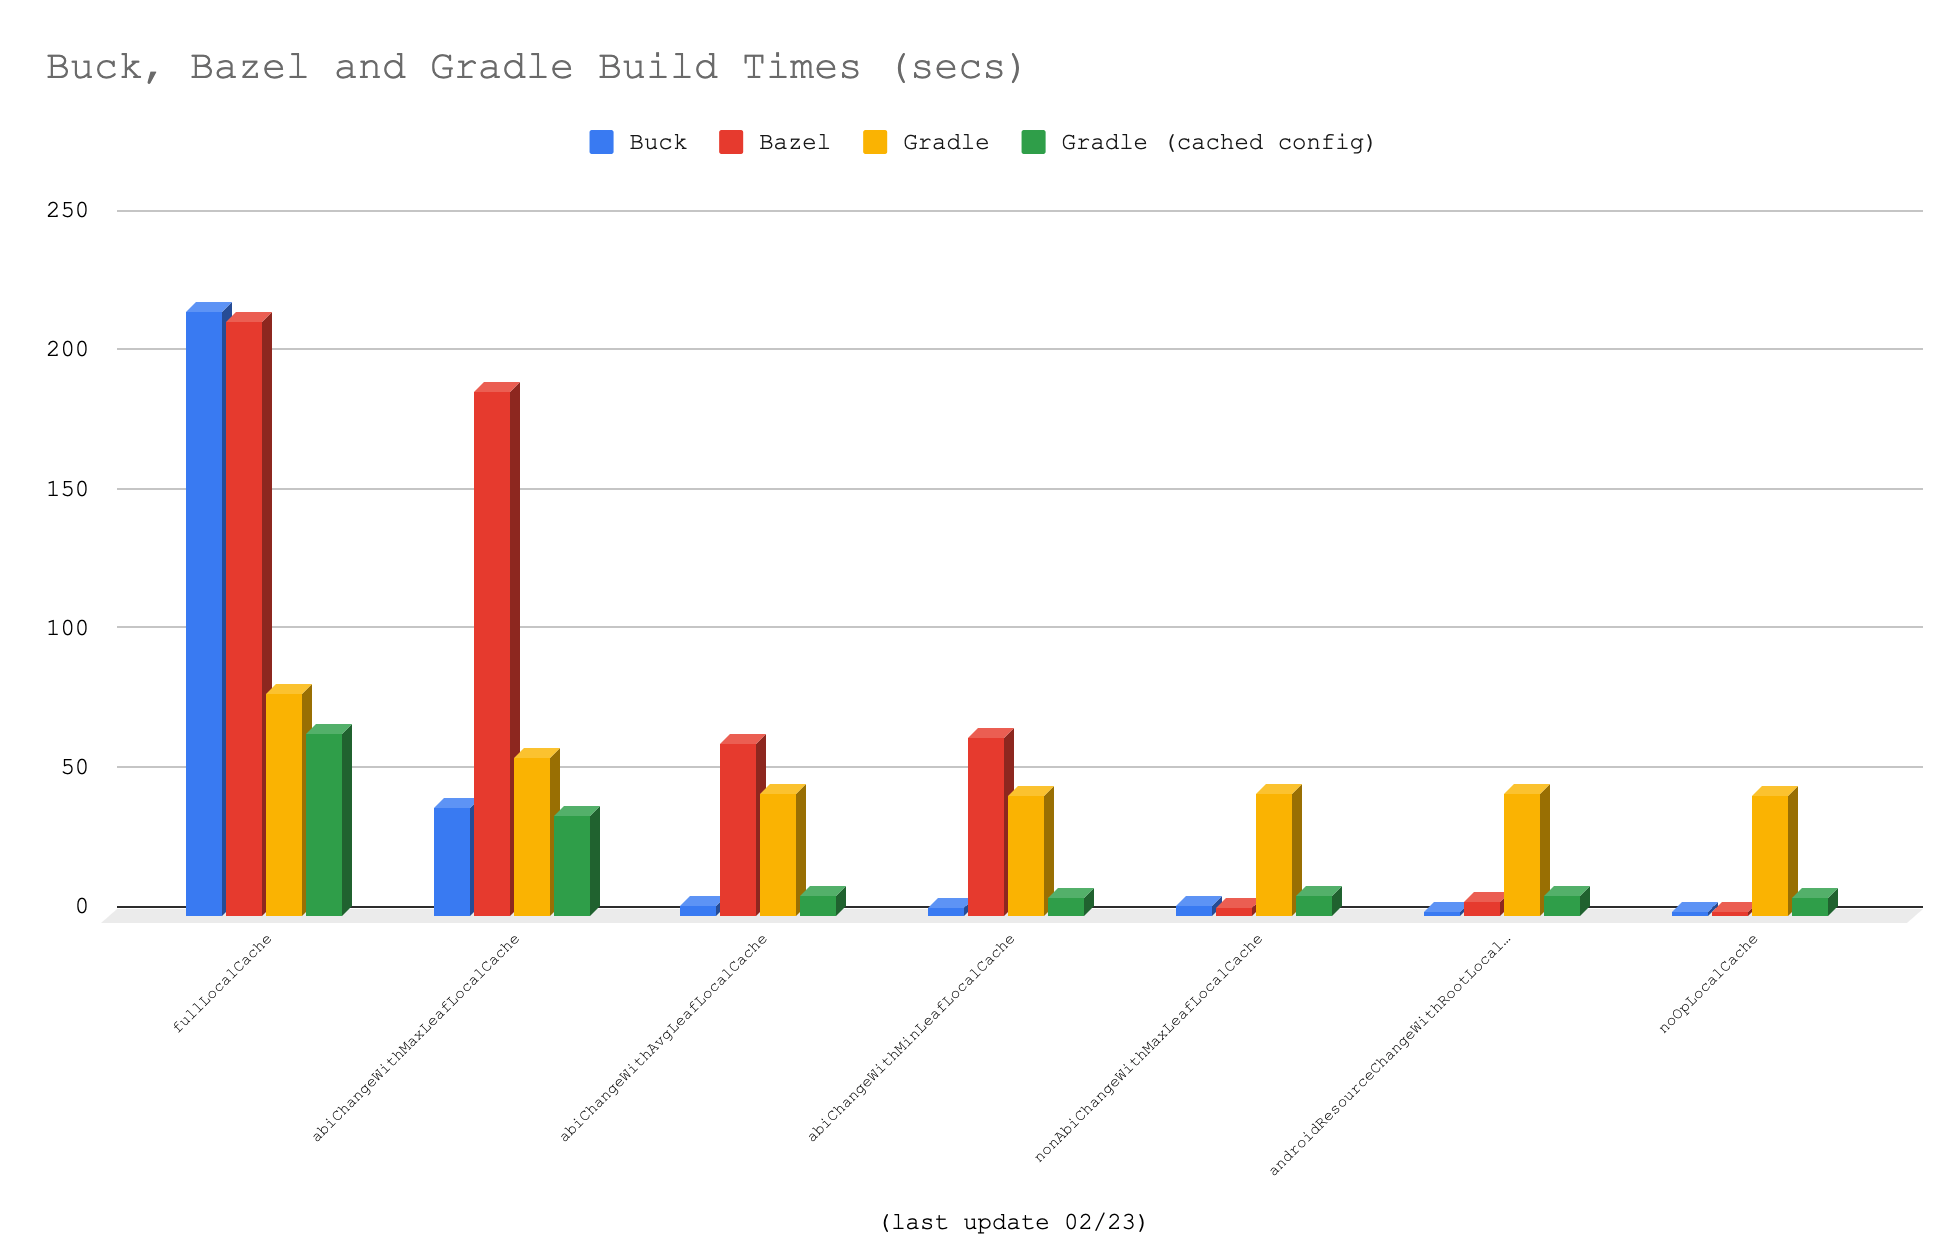 Buck, Bazel and Gradle Build Times (secs)
Buck Bazel Gradle Gradle (cached config)
250
200
150
100
50
0
fullLocalCache
abiChangeWithMaxLeafLocalCache
abiChangeWithAvgLeafLocalCache
abiChangeWithMinLeafLocalCache
nonAbiChangeWithMaxLeafLocalCache
androidResourceChangeWithRootLocal…
noOpLocalCache
(last update 02/23)